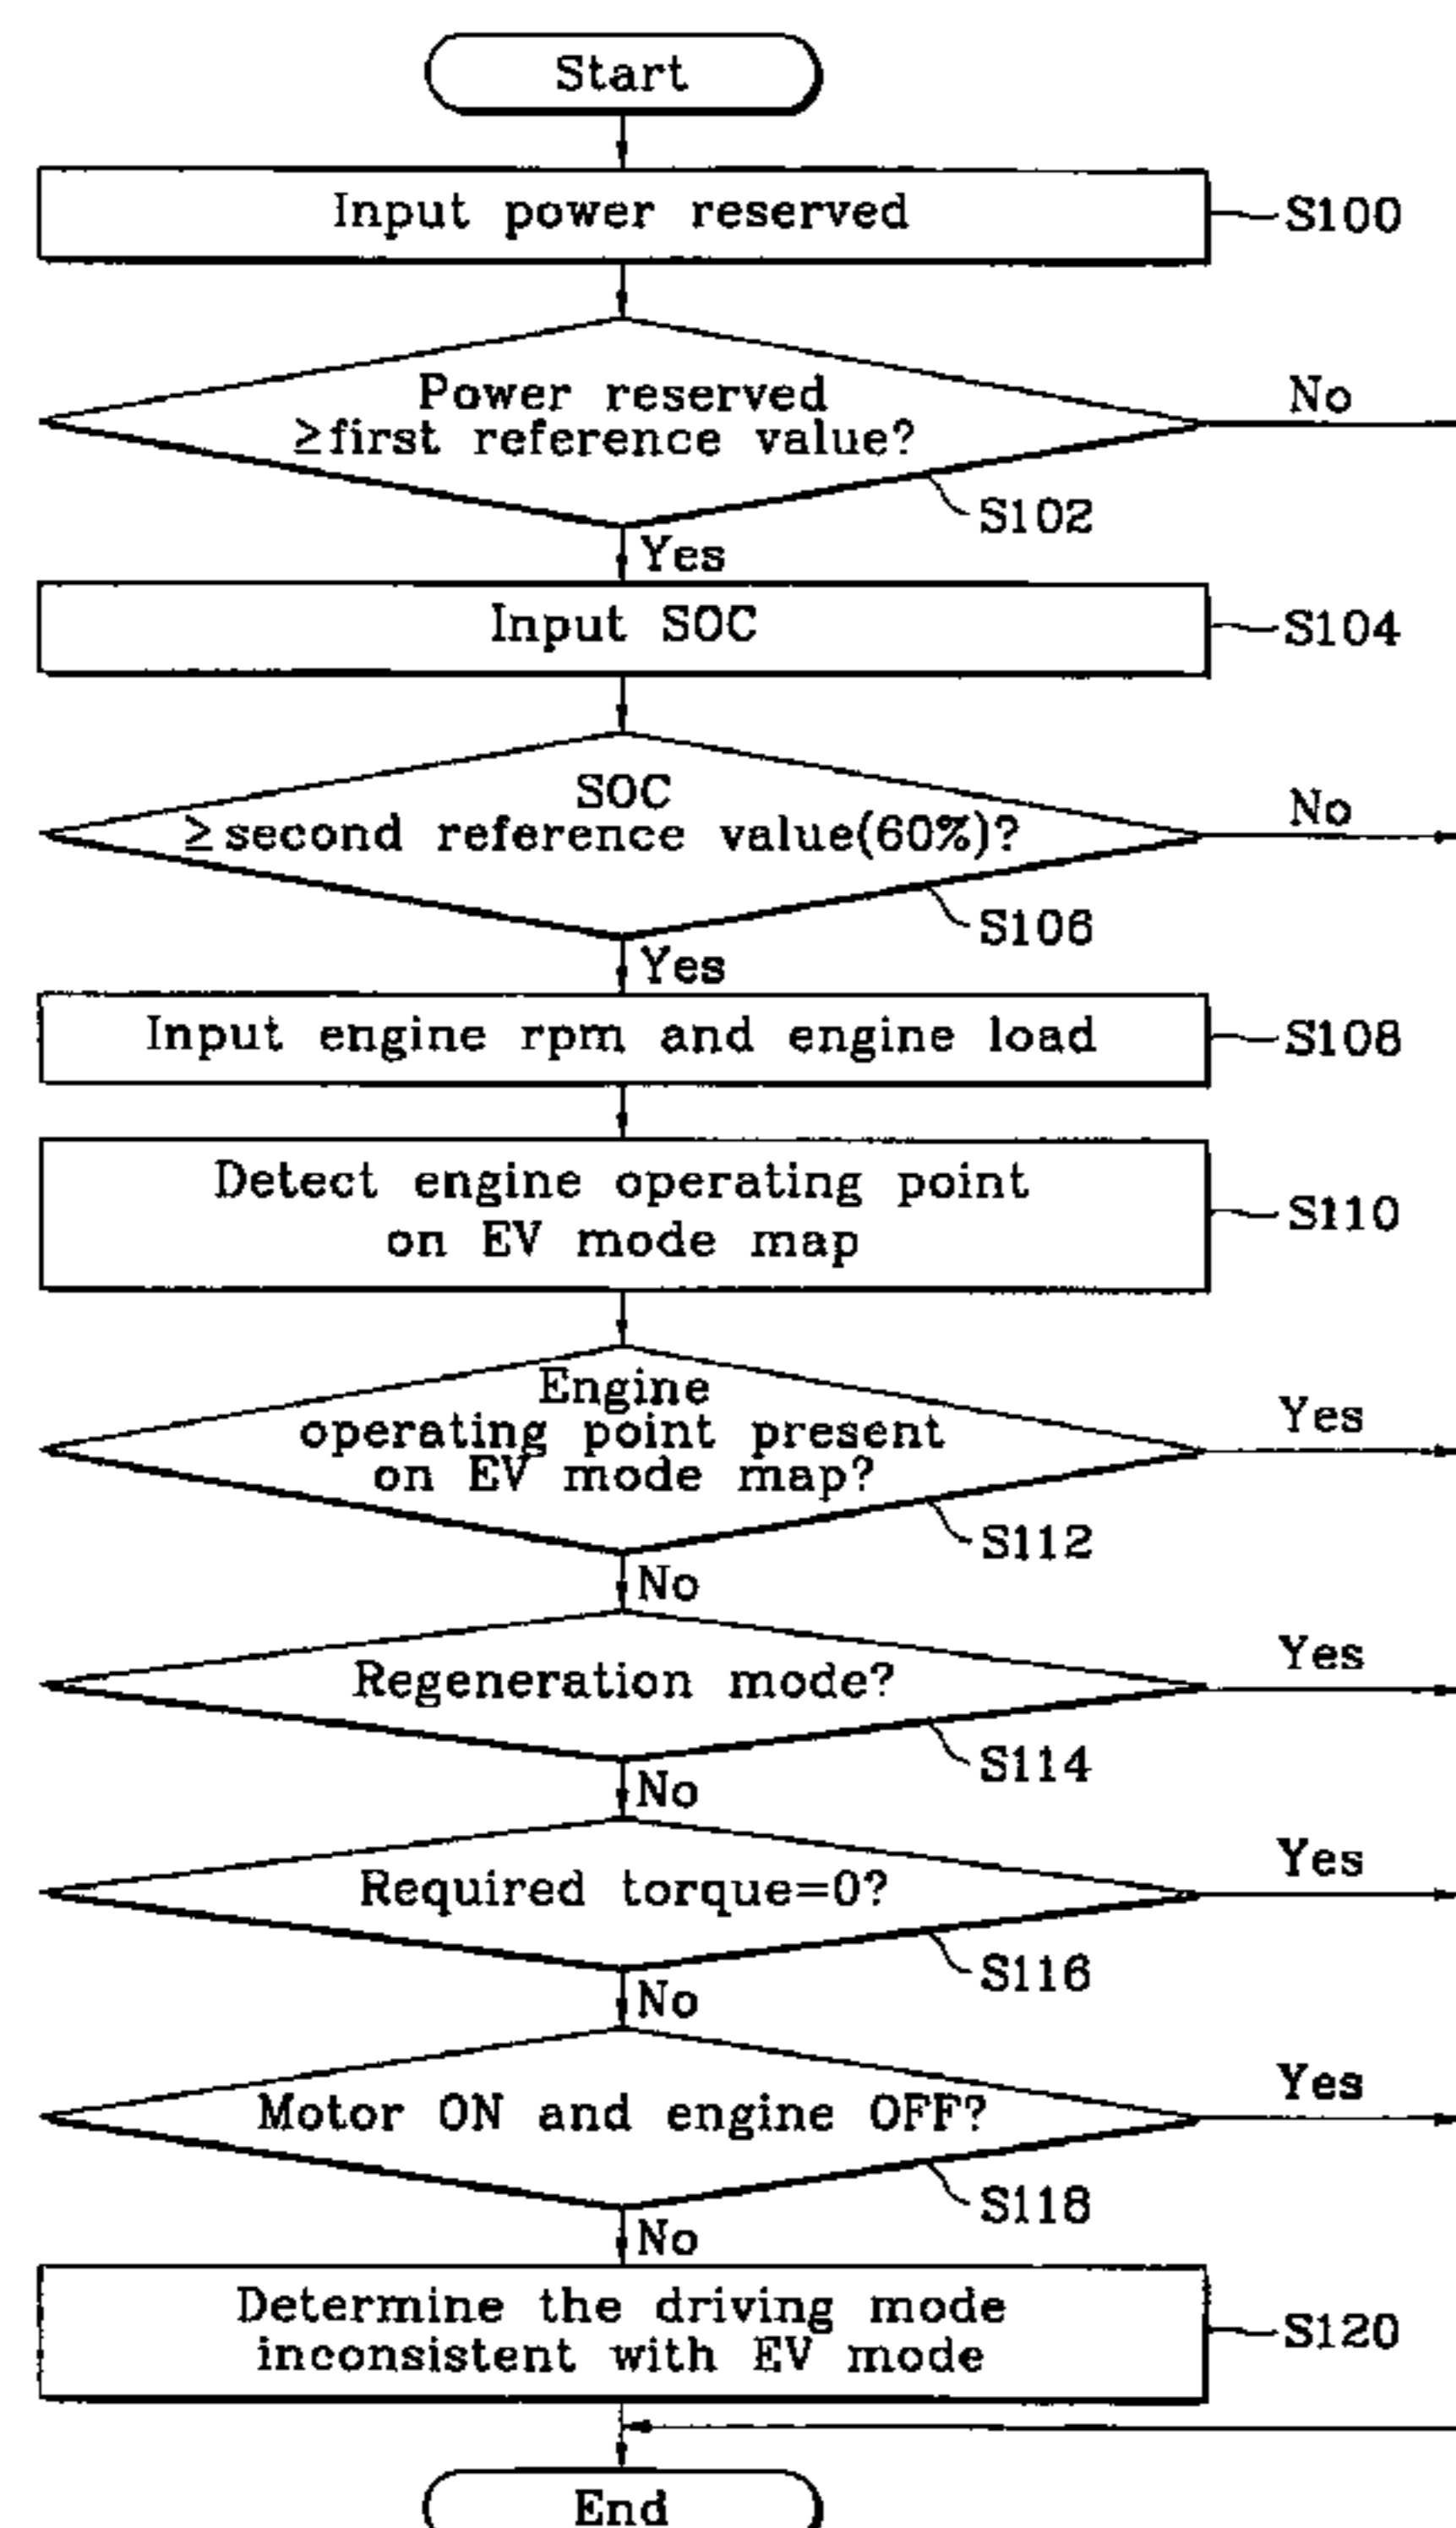 Start
Input power reserved
S100
Power reserved
≥first reference value?
No
S102
Yes
Input SOC
S104
SOC
≥second reference value(60%)?
No
S106
Yes
Input engine rpm and engine load
S108
Detect engine operating point
on EV mode map
S110
Engine
operating point present
on EV mode map?
Yes
S112
No
Regeneration mode?
Yes
S114
No
Required torque=0?
Yes
S116
No
Motor ON and engine OFF?
Yes
S118
No
Determine the driving mode
inconsistent with EV mode
S120
End